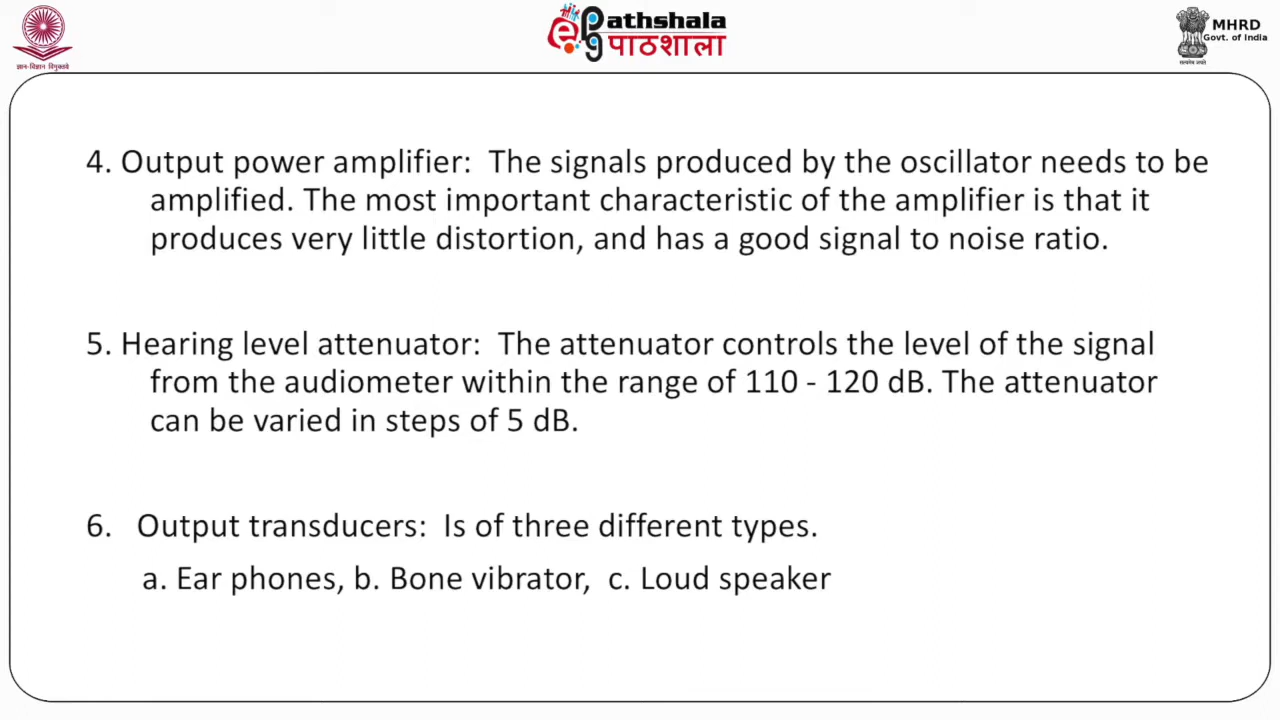 ज्ञान-विज्ञान विमुक्तये
ePathshala
पाठशाला
MHRD
Govt. of India
सत्यमेव जयते
4. Output power amplifier: The signals produced by the oscillator needs to be
amplified. The most important characteristic of the amplifier is that it
produces very little distortion, and has a good signal to noise ratio.
5. Hearing level attenuator: The attenuator controls the level of the signal
from the audiometer within the range of 110 - 120 dB. The attenuator
can be varied in steps of 5 dB.
6. Output transducers: Is of three different types.
a. Ear phones, b. Bone vibrator, c. Loud speaker